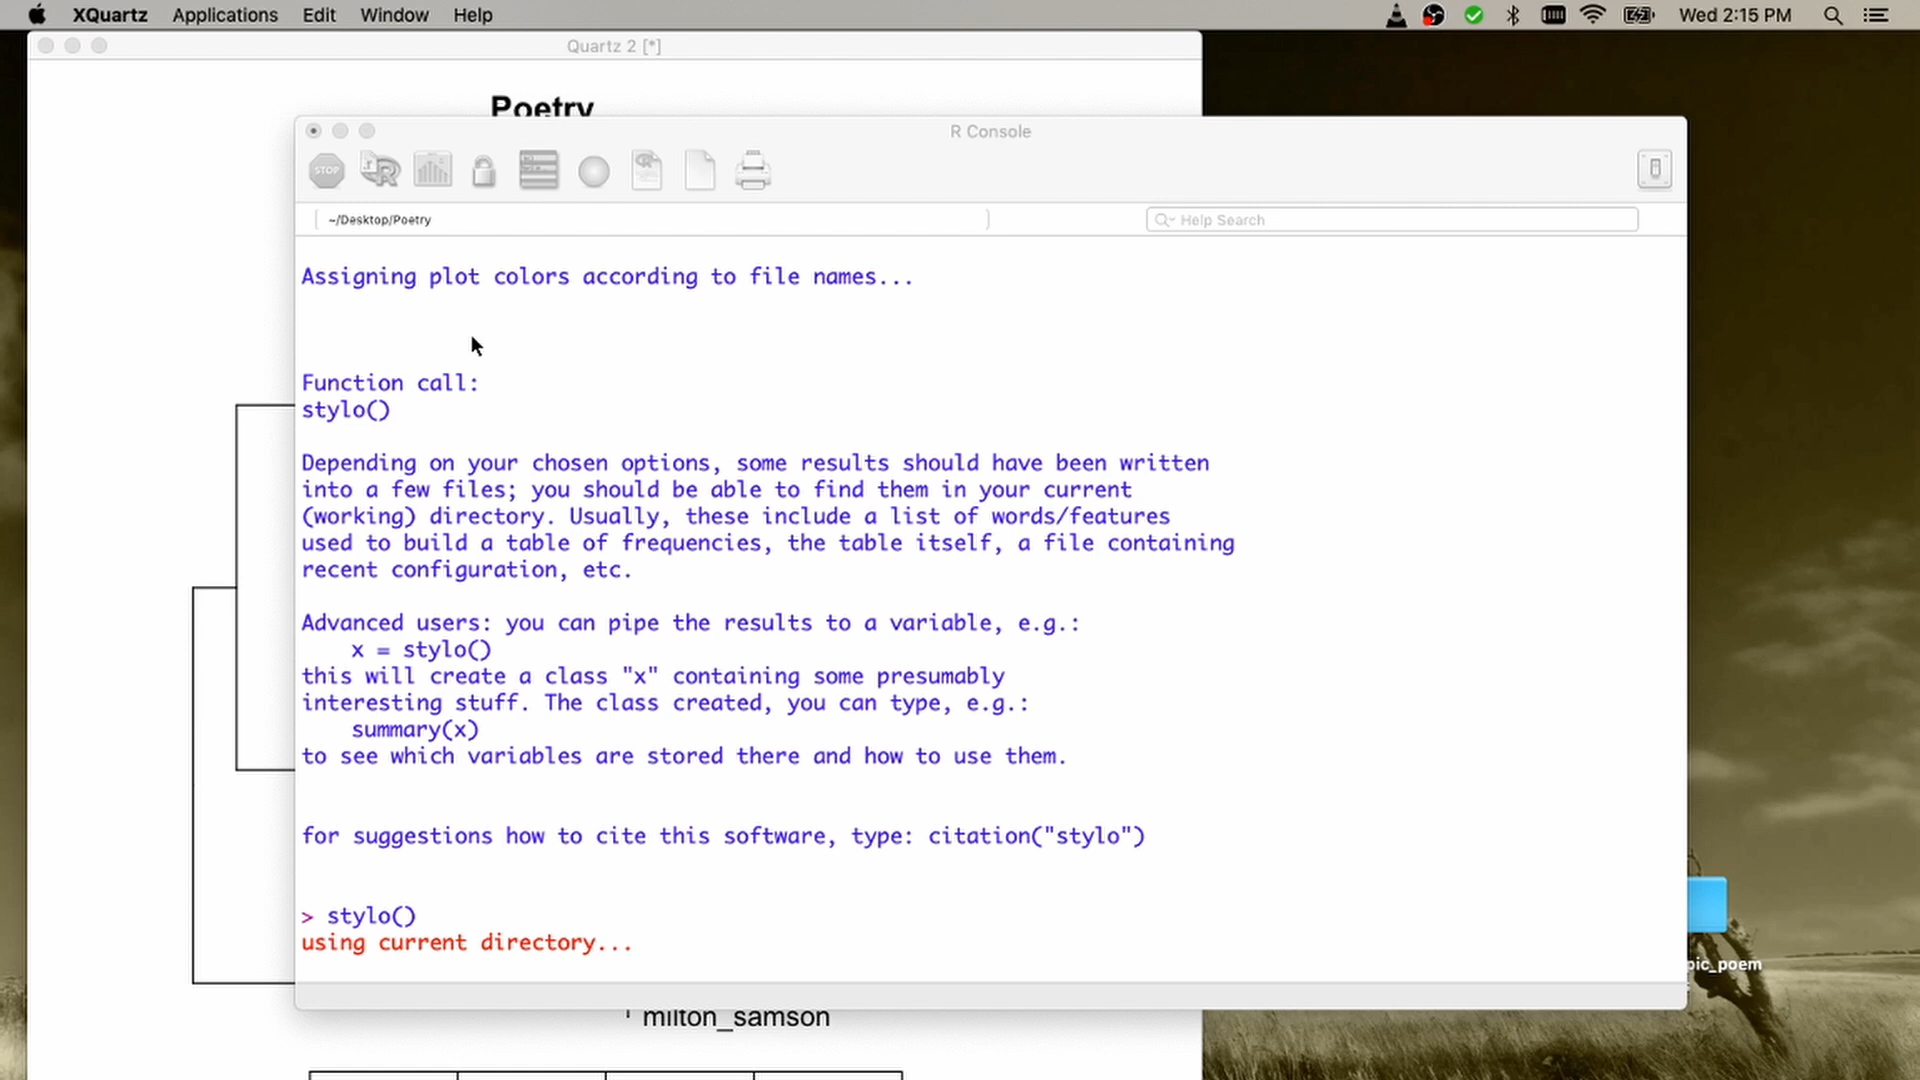 XQuartz Applications Edit Window Help Wed 2:15 PM
Quartz 2 [*]
Poetry
R Console
STOP
~/Desktop/Poetry
Help Search
Assigning plot colors according to file names...
Function call:
stylo()
Depending on your chosen options, some results should have been written
into a few files; you should be able to find them in your current
(working) directory. Usually, these include a list of words/features
used to build a table of frequencies, the table itself, a file containing
recent configuration, etc.
Advanced users: you can pipe the results to a variable, e.g.:
x = stylo()
this will create a class "x" containing some presumably
interesting stuff. The class created, you can type, e.g.:
summary(x)
to see which variables are stored there and how to use them.
for suggestions how to cite this software, type: citation("stylo")
> stylo()
using current directory...
pic_poem
milton_samson